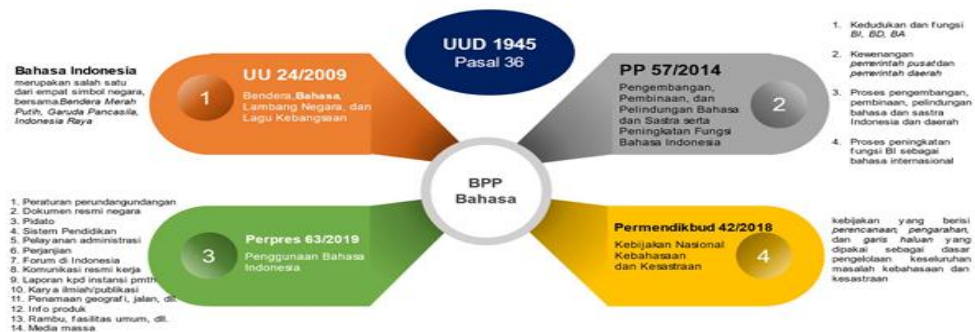 UUD 1945
Pasal 36
Bahasa Indonesia
merupakan salah satu
dari empat simbol negara,
bersama Bendera Merah
Putih, Garuda Pancasila,
Indonesia Raya
1
UU 24/2009
Bendera, Bahasa,
Lambang Negara, dan
Lagu Kebangsaan
PP 57/2014
Pengembangan,
Pembinaan, dan
Pelindungan Bahasa
dan Sastra serta
Peningkatan Fungsi
Bahasa Indonesia
2
1. Kedudukan dan fungsi
BI, BD, BA
2. Kewenangan
pemerintah pusat dan
pemerintah daerah
3. Proses pengembangan,
pembinaan, pelindungan
bahasa dan sastra
Indonesia dan daerah
4. Proses peningkatan
fungsi BI sebagai
bahasa internasional
BPP
Bahasa
1. Peraturan perundangundangan
2. Dokumen resmi negara
3. Pidato
4. Sistem Pendidikan
5. Pelayanan administrasi
6. Perjanjian
7. Forum di Indonesia
8. Komunikasi resmi kerja
9. Laporan kpd instansi pmth
10. Karya ilmiah/publikasi
11. Penamaan geografi, jalan, dll.
12. Info produk
13. Rambu, fasilitas umum, dll.
14. Media massa
3
Perpres 63/2019
Penggunaan Bahasa
Indonesia
Permendikbud 42/2018
Kebijakan Nasional
Kebahasaan
dan Kesastraan
4
kebijakan yang berisi
perencanaan, pengarahan,
dan garis haluan yang
dipakai sebagai dasar
pengelolaan keseluruhan
masalah kebahasaan dan
kesastraan